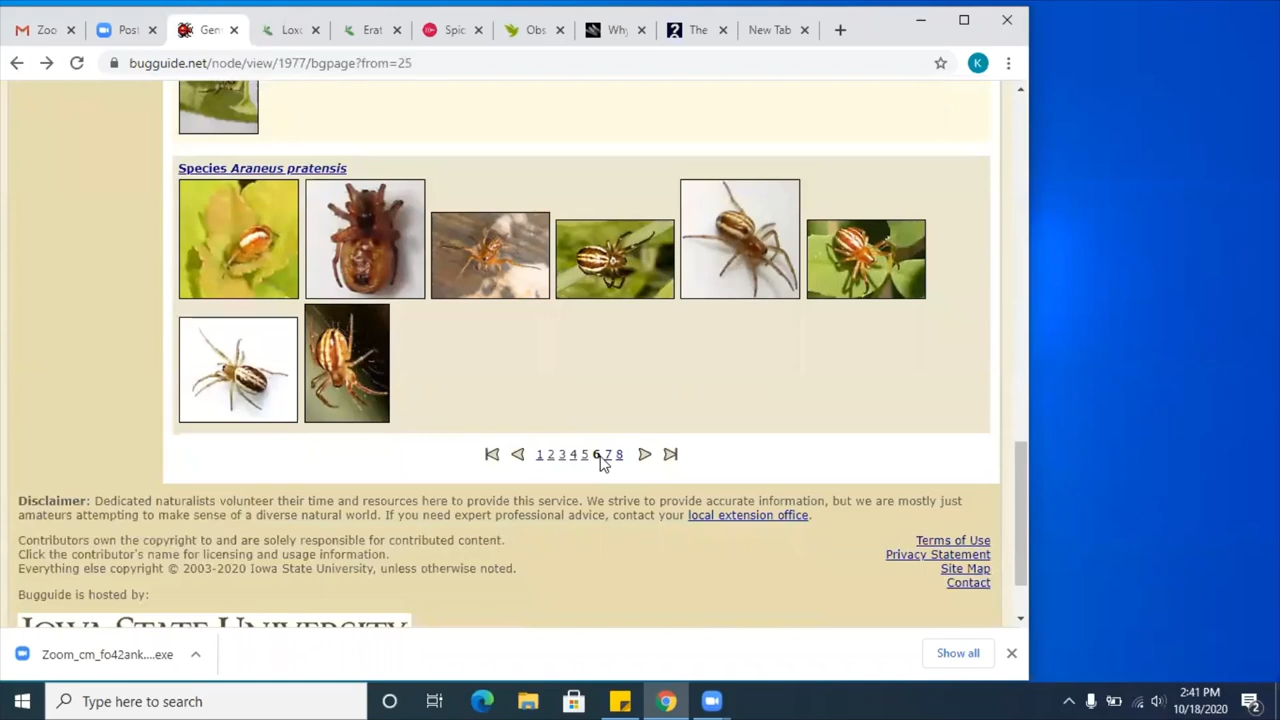 Zoo
Post
Gen
Loxo
Erat
Spic
Obs
Why
The
New Tab
bugguide.net/node/view/1977/bgpage?from=25
K
Species Araneus pratensis
1 2 3 4 5 6 7 8
Disclaimer: Dedicated naturalists volunteer their time and resources here to provide this service. We strive to provide accurate information, but we are mostly just
amateurs attempting to make sense of a diverse natural world. If you need expert professional advice, contact your local extension office.
Contributors own the copyright to and are solely responsible for contributed content.
Click the contributor's name for licensing and usage information.
Everything else copyright © 2003-2020 Iowa State University, unless otherwise noted.
Terms of Use
Privacy Statement
Site Map
Contact
Bugguide is hosted by:
IOWA STATE UNIVERSITY
Zoom_cm_fo42ank....exe
Show all
Type here to search
2:41 PM
10/18/2020
2